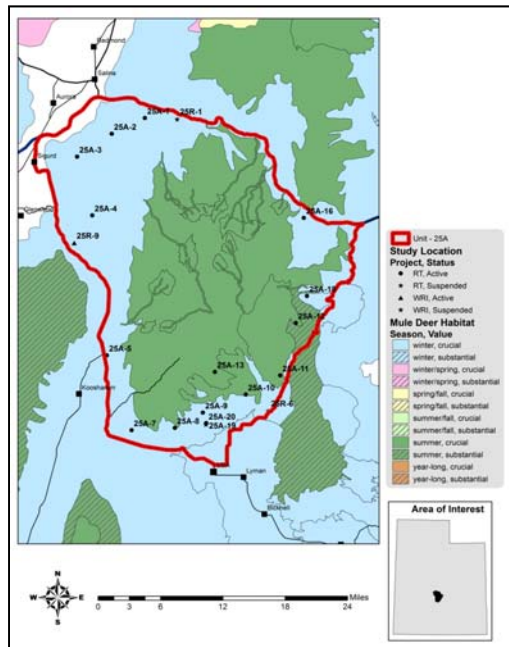 Redmond
Salina
Aurora
25A-1
25R-1
25A-2
25A-3
Sigurd
25A-4
25A-16
25R-9
25A-5
25A-13
25A-11
Koosharem
25A-10
25A-9
25R-6
25A-20
25A-7
25A-8
25A-19
Lyman
Bicknell
Unit - 25A
Study Location
Project, Status
RT, Active
RT, Suspended
WRI, Active
WRI, Suspended
Mule Deer Habitat
Season, Value
winter, crucial
winter, substantial
winter/spring, crucial
winter/spring, substantial
spring/fall, crucial
spring/fall, substantial
summer/fall, crucial
summer/fall, substantial
summer, crucial
summer, substantial
year-long, crucial
year-long, substantial
Area of Interest
N
W E
S
0 3 6 12 18 24
Miles